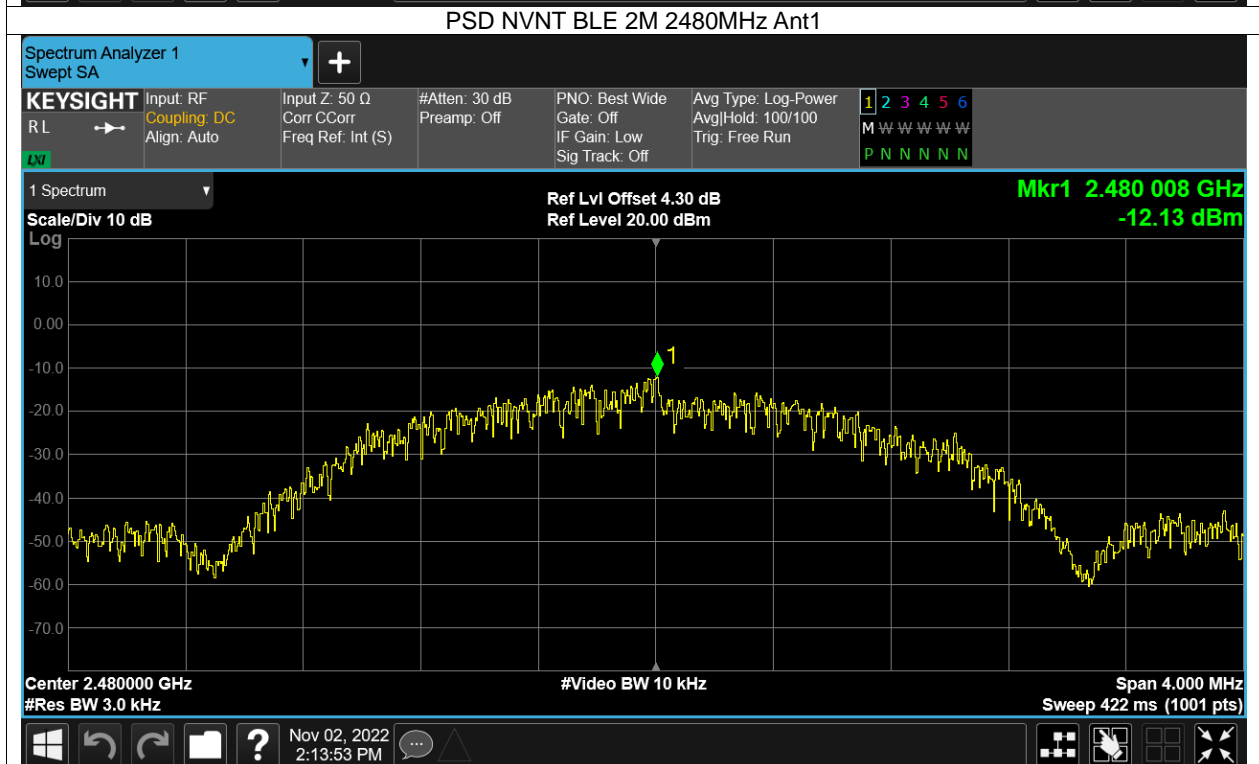 PSD NVNT BLE 2M 2480MHz Ant1
Spectrum Analyzer 1
Swept SA
KEYSIGHT
R L
LXI
Input: RF
Coupling: DC
Align: Auto
Input Z: 50 Ω
Corr CCorr
Freq Ref: Int (S)
#Atten: 30 dB
Preamp: Off
PNO: Best Wide
Gate: Off
IF Gain: Low
Sig Track: Off
Avg Type: Log-Power
Avg|Hold: 100/100
Trig: Free Run
1 2 3 4 5 6
M W W W W W
P N N N N N
1 Spectrum
Scale/Div 10 dB
Log
Ref Lvl Offset 4.30 dB
Ref Level 20.00 dBm
Mkr1 2.480 008 GHz
-12.13 dBm
10.0
0.00
1
-10.0
-20.0
-30.0
-40.0
-50.0
-60.0
-70.0
Center 2.480000 GHz
#Video BW 10 kHz
Span 4.000 MHz
#Res BW 3.0 kHz
Sweep 422 ms (1001 pts)
?
Nov 02, 2022
2:13:53 PM